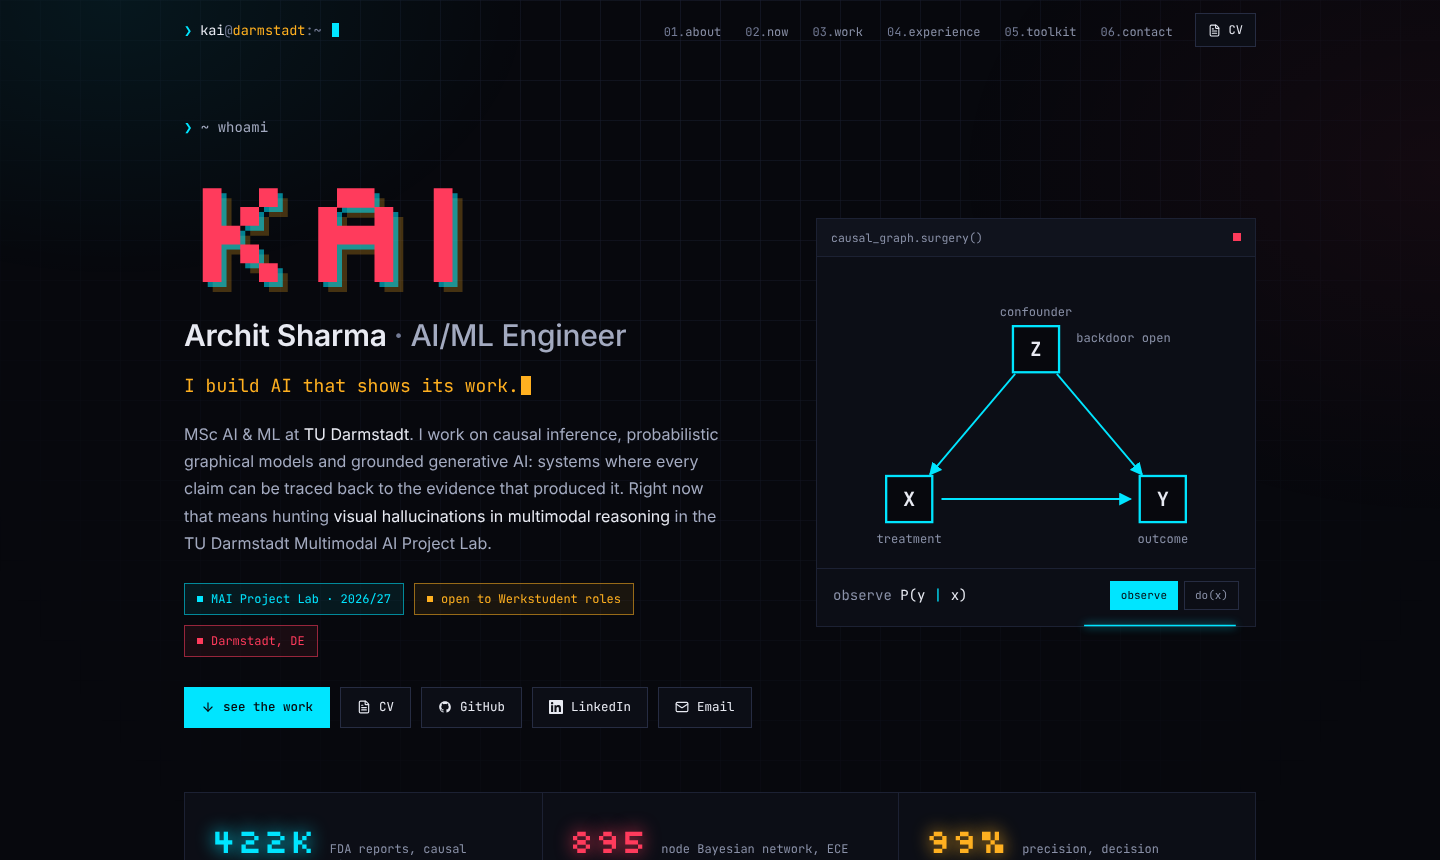 ❯ kai@darmstadt:~
01.about 02.now 03.work 04.experience 05.toolkit 06.contact CV
❯ ~ whoami
KAI
Archit Sharma · AI/ML Engineer
I build AI that shows its work.
MSc AI & ML at TU Darmstadt. I work on causal inference, probabilistic
graphical models and grounded generative AI: systems where every
claim can be traced back to the evidence that produced it. Right now
that means hunting visual hallucinations in multimodal reasoning in the
TU Darmstadt Multimodal AI Project Lab.
MAI Project Lab · 2026/27
open to Werkstudent roles
Darmstadt, DE
see the work
CV
GitHub
LinkedIn
Email
causal_graph.surgery()
confounder
Z
backdoor open
X
Y
treatment
outcome
observe P(y | x)
observe
do(x)
422K FDA reports, causal
895 node Bayesian network, ECE
99% precision, decision